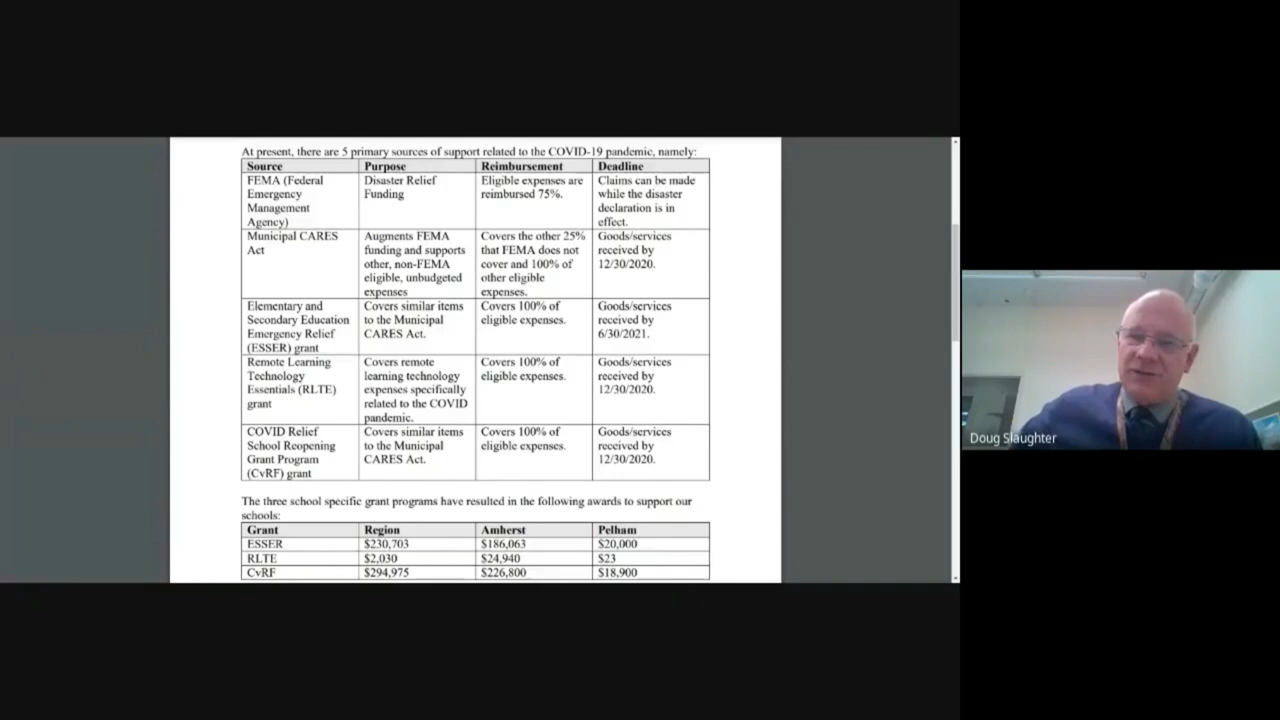 At present, there are 5 primary sources of support related to the COVID-19 pandemic, namely:
Source Purpose Reimbursement Deadline
FEMA (Federal Emergency Management Agency) Disaster Relief Funding Eligible expenses are reimbursed 75%. Claims can be made while the disaster declaration is in effect.
Municipal CARES Act Augments FEMA funding and supports other, non-FEMA eligible, unbudgeted expenses Covers the other 25% that FEMA does not cover and 100% of other eligible expenses. Goods/services received by 12/30/2020.
Elementary and Secondary Education Emergency Relief (ESSER) grant Covers similar items to the Municipal CARES Act. Covers 100% of eligible expenses. Goods/services received by 6/30/2021.
Remote Learning Technology Essentials (RLTE) grant Covers remote learning technology expenses specifically related to the COVID pandemic. Covers 100% of eligible expenses. Goods/services received by 12/30/2020.
COVID Relief School Reopening Grant Program (CvRF) grant Covers similar items to the Municipal CARES Act. Covers 100% of eligible expenses. Goods/services received by 12/30/2020.
The three school specific grant programs have resulted in the following awards to support our
schools:
Grant Region Amherst Pelham
ESSER $230,703 $186,063 $20,000
RLTE $2,030 $24,940 $23
CvRF $294,975 $226,800 $18,900
Doug Slaughter